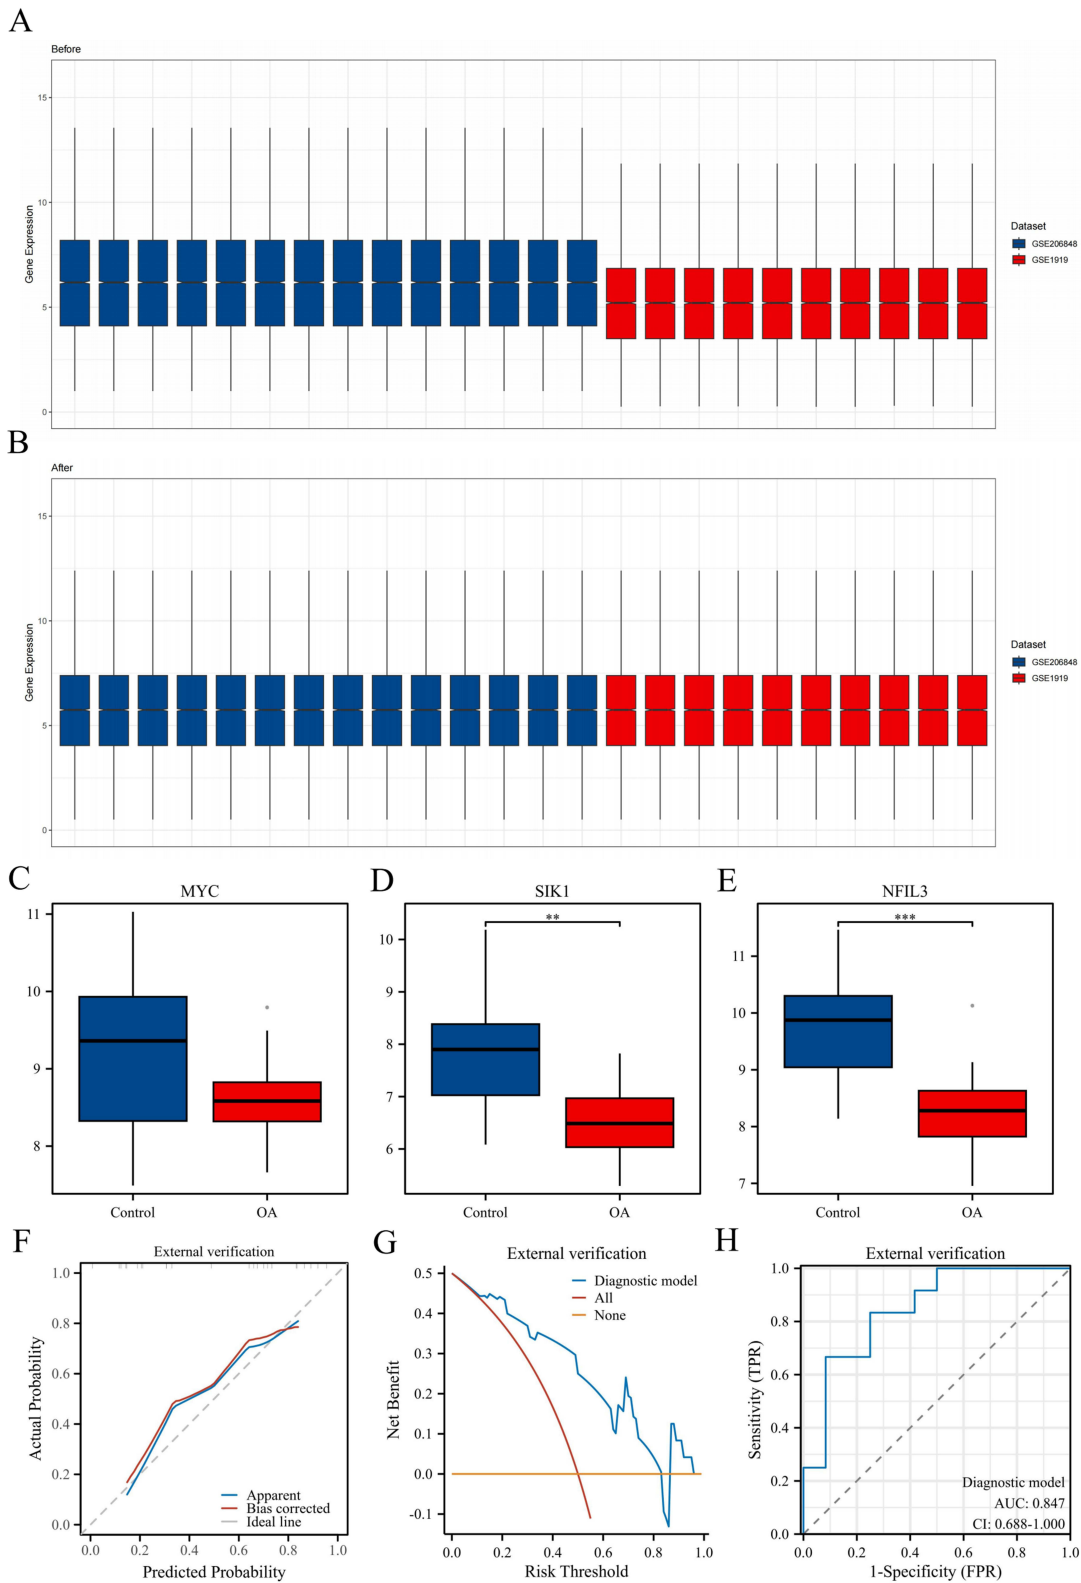 A
Before
15
10
5
0
Gene Expression
Dataset
GSE206848
GSE1919
B
After
15
10
5
0
Gene Expression
Dataset
GSE206848
GSE1919
C
MYC
11
10
9
8
Control
OA
D
SIK1
**
10
9
8
7
6
Control
OA
E
NFIL3
***
11
10
9
8
7
Control
OA
F
External verification
1.0
0.8
0.6
0.4
0.2
0.0
Actual Probability
Apparent
Bias corrected
Ideal line
0.0 0.2 0.4 0.6 0.8 1.0
Predicted Probability
G
External verification
0.5
0.4
0.3
0.2
0.1
0.0
-0.1
Net Benefit
Diagnostic model
All
None
0.0 0.2 0.4 0.6 0.8 1.0
Risk Threshold
H
External verification
1.0
0.8
0.6
0.4
0.2
0.0
Sensitivity (TPR)
Diagnostic model
AUC: 0.847
CI: 0.688-1.000
0.0 0.2 0.4 0.6 0.8 1.0
1-Specificity (FPR)